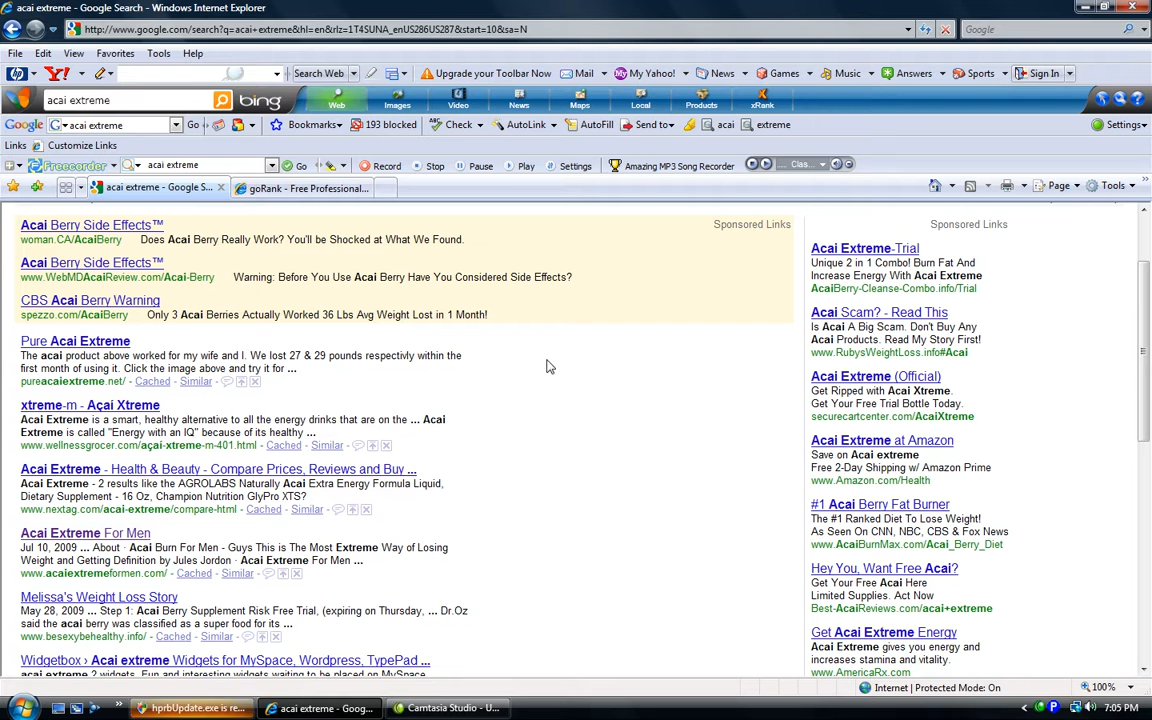 acai extreme - Google Search - Windows Internet Explorer
http://www.google.com/search?q=acai+extreme&hl=en&rlz=1T4SUNA_enUS286US287&start=10&sa=N
Google
File Edit View Favorites Tools Help
hp Y! Search Web Upgrade your Toolbar Now Mail My Yahoo! News Games Music Answers Sports Sign In
acai extreme bing Web Images Video News Maps Local Products xRank
Google G acai extreme Go Bookmarks 193 blocked Check AutoLink AutoFill Send to acai extreme Settings
Links Customize Links
Freecorder acai extreme Go Record Stop Pause Play Settings Amazing MP3 Song Recorder Clas...
acai extreme - Google S... goRank - Free Professional... Page Tools
Acai Berry Side Effects™
Sponsored Links
woman.CA/AcaiBerry Does Acai Berry Really Work? You'll be Shocked at What We Found.
Acai Berry Side Effects™
www.WebMDAcaiReview.com/Acai-Berry Warning: Before You Use Acai Berry Have You Considered Side Effects?
CBS Acai Berry Warning
spezzo.com/AcaiBerry Only 3 Acai Berries Actually Worked 36 Lbs Avg Weight Lost in 1 Month!
Pure Acai Extreme
The acai product above worked for my wife and I. We lost 27 & 29 pounds respectivly within the
first month of using it. Click the image above and try it for ...
pureacaiextreme.net/ - Cached - Similar
xtreme-m - Açaí Xtreme
Acai Extreme is a smart, healthy alternative to all the energy drinks that are on the ... Acai
Extreme is called "Energy with an IQ" because of its healthy ...
www.wellnessgrocer.com/açaí-xtreme-m-401.html - Cached - Similar
Acai Extreme - Health & Beauty - Compare Prices, Reviews and Buy ...
Acai Extreme - 2 results like the AGROLABS Naturally Acai Extra Energy Formula Liquid,
Dietary Supplement - 16 Oz, Champion Nutrition GlyPro XTS?
www.nextag.com/acai-extreme/compare-html - Cached - Similar
Acai Extreme For Men
Jul 10, 2009 ... About · Acai Burn For Men - Guys This is The Most Extreme Way of Losing
Weight and Getting Definition by Jules Jordon · Acai Extreme For Men ...
www.acaiextremeformen.com/ - Cached - Similar
Melissa's Weight Loss Story
May 28, 2009 ... Step 1: Acai Berry Supplement Risk Free Trial, (expiring on Thursday, ... Dr.Oz
said the acai berry was classified as a super food for its ...
www.besexybehealthy.info/ - Cached - Similar
Widgetbox › Acai extreme Widgets for MySpace, Wordpress, TypePad ...
acai extreme 2 widgets. Fun and interesting widgets waiting to be placed on MySpace
Sponsored Links
Acai Extreme-Trial
Unique 2 in 1 Combo! Burn Fat And
Increase Energy With Acai Extreme
AcaiBerry-Cleanse-Combo.info/Trial
Acai Scam? - Read This
Is Acai A Big Scam. Don't Buy Any
Acai Products. Read My Story First!
www.RubysWeightLoss.info#Acai
Acai Extreme (Official)
Get Ripped with Acai Xtreme.
Get Your Free Trial Bottle Today.
securecartcenter.com/AcaiXtreme
Acai Extreme at Amazon
Save on Acai extreme
Free 2-Day Shipping w/ Amazon Prime
www.Amazon.com/Health
#1 Acai Berry Fat Burner
The #1 Ranked Diet To Lose Weight!
As Seen On CNN, NBC, CBS & Fox News
www.AcaiBurnMax.com/Acai_Berry_Diet
Hey You, Want Free Acai?
Get Your Free Acai Here
Limited Supplies. Act Now
Best-AcaiReviews.com/acai+extreme
Get Acai Extreme Energy
Acai Extreme gives you energy and
increases stamina and vitality.
www.AmericaRx.com
Internet | Protected Mode: On 100%
hprbUpdate.exe is re... acai extreme - Goog... Camtasia Studio - U... 7:05 PM